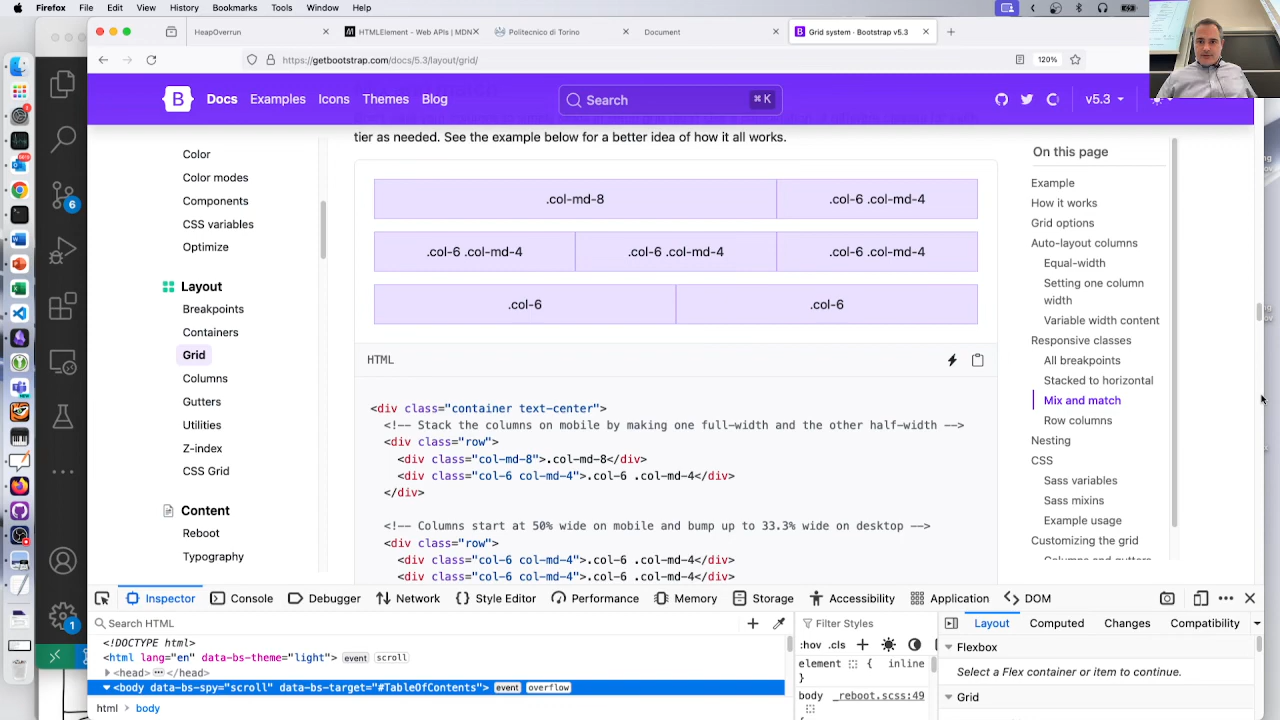 Firefox File Edit View History Bookmarks Tools Window Help
HeapOverrun
HTMLElement - Web APIs | MDN
Politecnico di Torino
Document
Grid system · Bootstrap v5.3
https://getbootstrap.com/docs/5.3/layout/grid/
120%
Docs Examples Icons Themes Blog
Search
⌘ K
v5.3
tier as needed. See the example below for a better idea of how it all works.
Color
Color modes
Components
CSS variables
Optimize
Layout
Breakpoints
Containers
Grid
Columns
Gutters
Utilities
Z-index
CSS Grid
Content
Reboot
Typography
.col-md-8
.col-6 .col-md-4
.col-6 .col-md-4
.col-6 .col-md-4
.col-6 .col-md-4
.col-6
.col-6
HTML
<div class="container text-center">
<!-- Stack the columns on mobile by making one full-width and the other half-width -->
<div class="row">
<div class="col-md-8">.col-md-8</div>
<div class="col-6 col-md-4">.col-6 .col-md-4</div>
</div>
<!-- Columns start at 50% wide on mobile and bump up to 33.3% wide on desktop -->
<div class="row">
<div class="col-6 col-md-4">.col-6 .col-md-4</div>
<div class="col-6 col-md-4">.col-6 .col-md-4</div>
On this page
Example
How it works
Grid options
Auto-layout columns
Equal-width
Setting one column
width
Variable width content
Responsive classes
All breakpoints
Stacked to horizontal
Mix and match
Row columns
Nesting
CSS
Sass variables
Sass mixins
Example usage
Customizing the grid
Columns and gutters
6
1
Inspector Console Debugger Network Style Editor Performance Memory Storage Accessibility Application DOM
Search HTML
<!DOCTYPE html>
<html lang="en" data-bs-theme="light"> event scroll
<head> ••• </head>
<body data-bs-spy="scroll" data-bs-target="#TableOfContents"> event overflow
html › body
Filter Styles
:hov .cls
element { inline
}
body _reboot.scss:49
Layout Computed Changes Compatibility
Flexbox
Select a Flex container or item to continue.
Grid